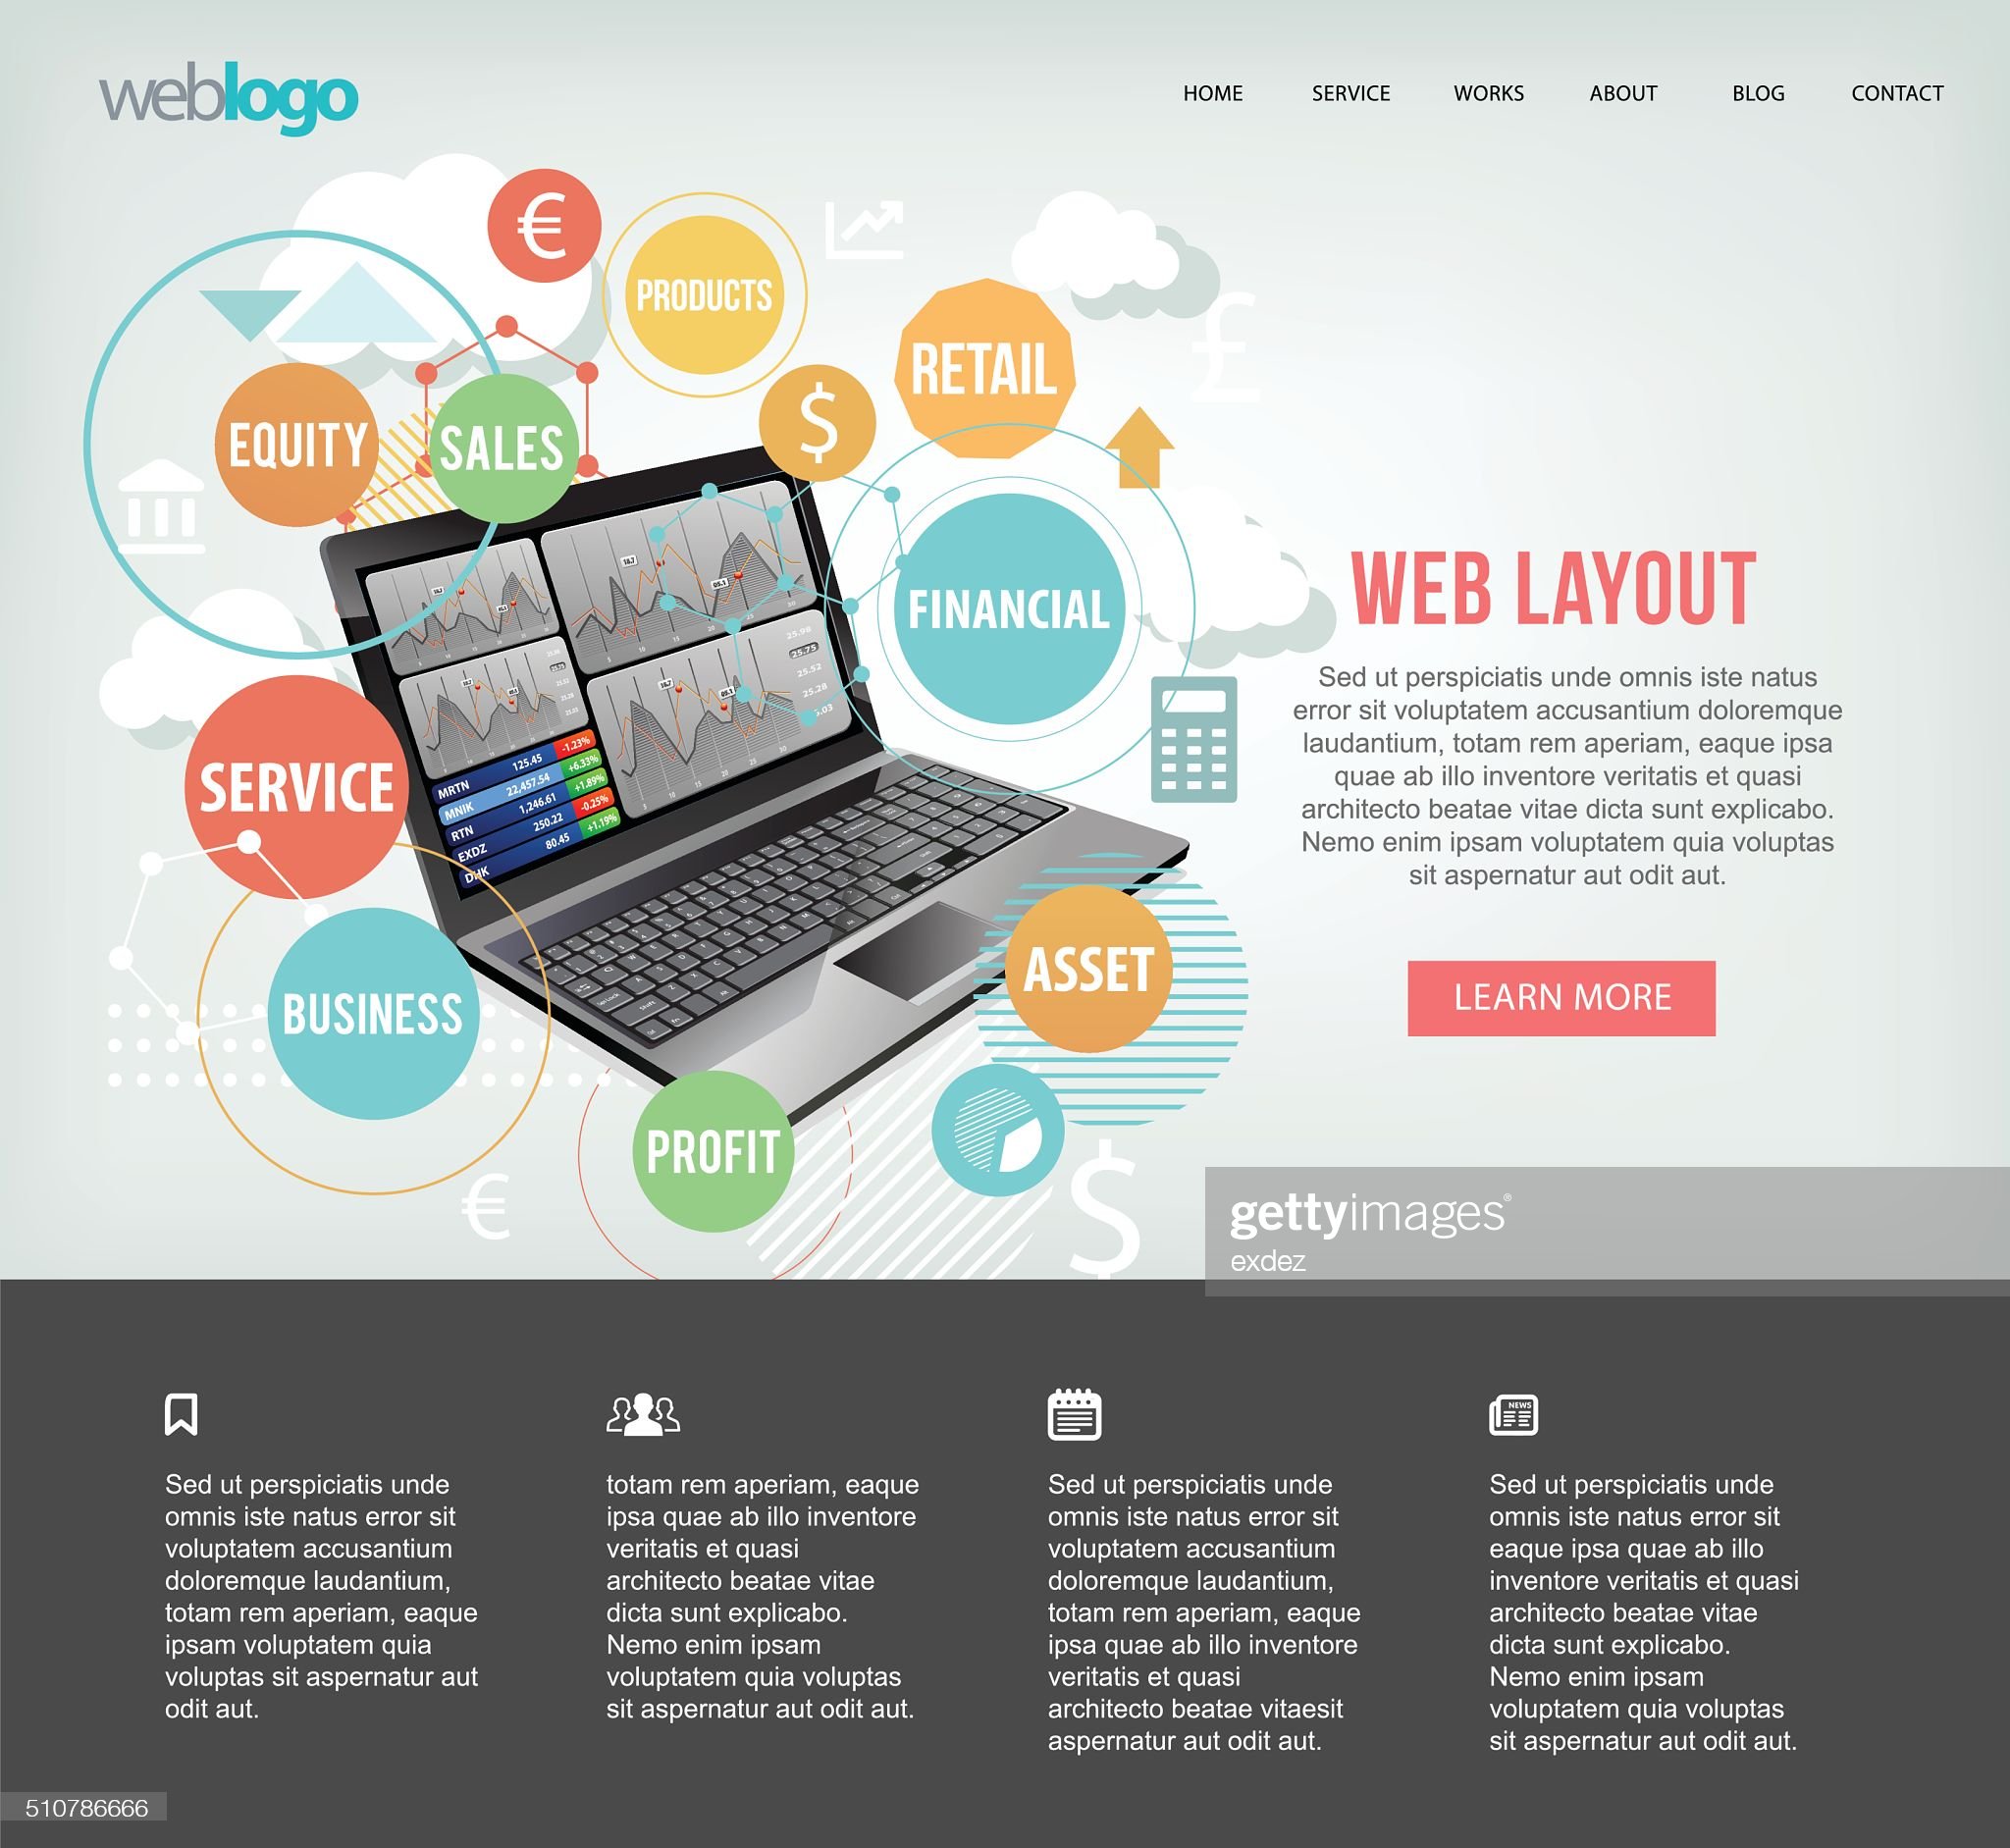 weblogo
HOME SERVICE WORKS ABOUT BLOG CONTACT
€
PRODUCTS
£
RETAIL
$
EQUITY
SALES
FINANCIAL
SERVICE
MRTN 125.45 -1.23%
MNIK 22,457.54 +6.33%
RTN 1,246.61 +1.89%
EXDZ 250.22 -0.25%
DHK 80.45 +1.19%
25.98
25.75
25.52
25.28
BUSINESS
ASSET
PROFIT
€
$
WEB LAYOUT
Sed ut perspiciatis unde omnis iste natus
error sit voluptatem accusantium doloremque
laudantium, totam rem aperiam, eaque ipsa
quae ab illo inventore veritatis et quasi
architecto beatae vitae dicta sunt explicabo.
Nemo enim ipsam voluptatem quia voluptas
sit aspernatur aut odit aut.
LEARN MORE
gettyimages®
exdez
Sed ut perspiciatis unde
omnis iste natus error sit
voluptatem accusantium
doloremque laudantium,
totam rem aperiam, eaque
ipsam voluptatem quia
voluptas sit aspernatur aut
odit aut.
totam rem aperiam, eaque
ipsa quae ab illo inventore
veritatis et quasi
architecto beatae vitae
dicta sunt explicabo.
Nemo enim ipsam
voluptatem quia voluptas
sit aspernatur aut odit aut.
Sed ut perspiciatis unde
omnis iste natus error sit
voluptatem accusantium
doloremque laudantium,
totam rem aperiam, eaque
ipsa quae ab illo inventore
veritatis et quasi
architecto beatae vitaesit
aspernatur aut odit aut.
NEWS
Sed ut perspiciatis unde
omnis iste natus error sit
eaque ipsa quae ab illo
inventore veritatis et quasi
architecto beatae vitae
dicta sunt explicabo.
Nemo enim ipsam
voluptatem quia voluptas
sit aspernatur aut odit aut.
510786666